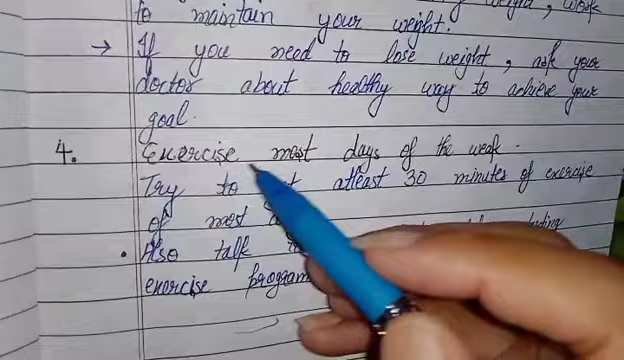 weight, work
to maintain your weight.
→ If you need to lose weight, ask your
doctor about healthy way to achieve your
goal.
4. Exercise most days of the week.
Try to atleast 30 minutes of exercise
of most
• Also talk
exercise program